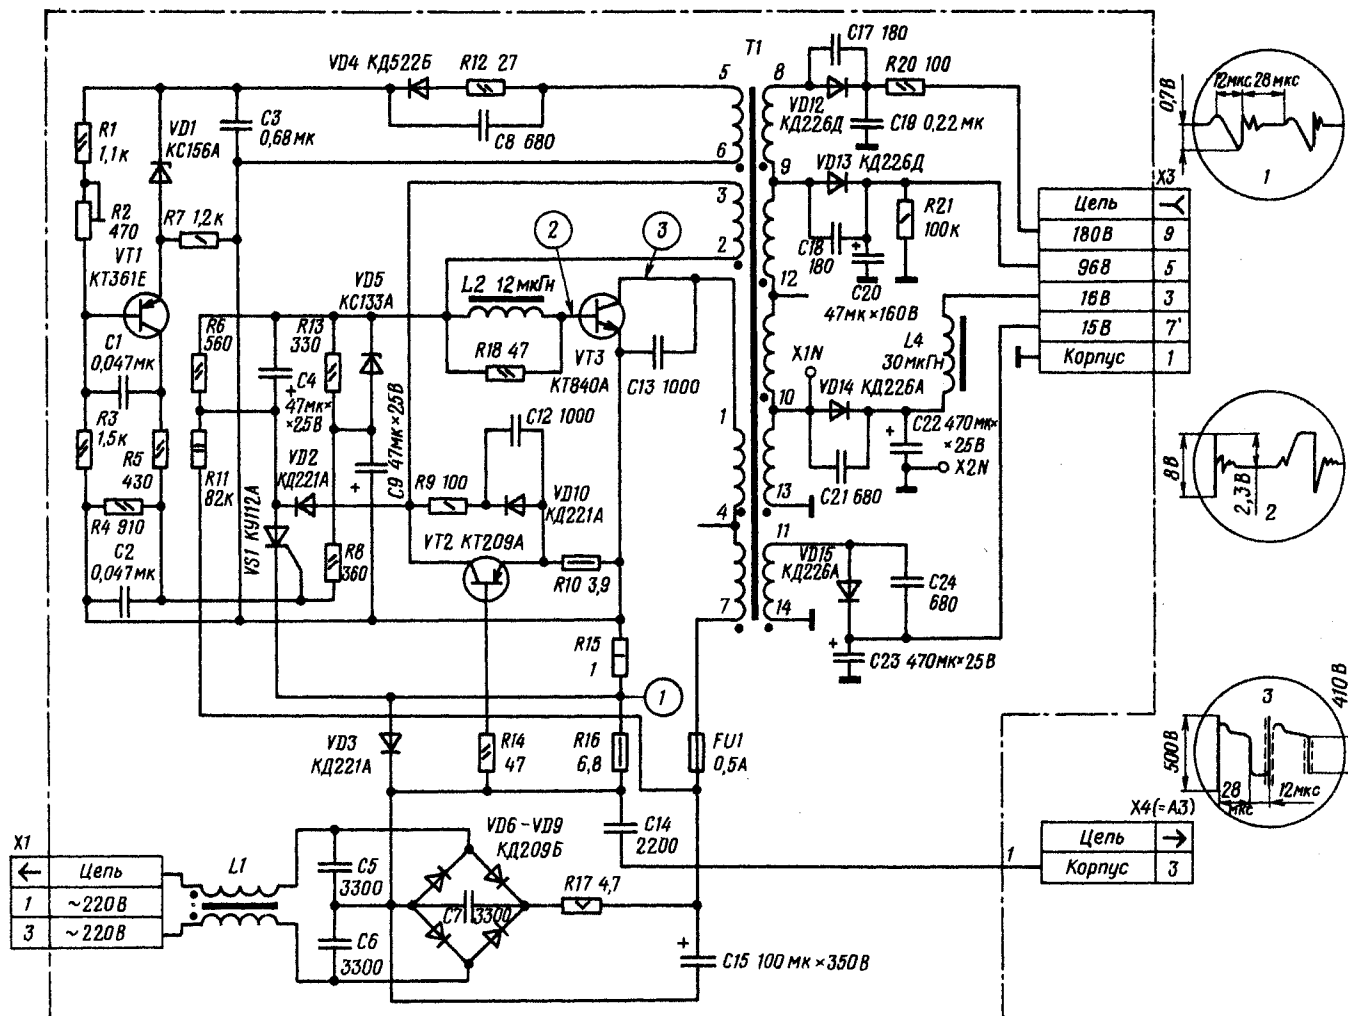 VD4 КД522Б
R12 27
C8 680
5
T1
8
C17 180
R20 100
VD12
КД226Д
C19 0,22 мк
R1
1,1к
VD1
КС156А
C3
0,68 мк
6
9
VD13 КД226Д
R2
470
VT1
КТ361Е
R7 1,2к
3
2
2
3
C18
180
R21
100к
C20
47мк×160В
12
L2 12мкГн
VD5
КС133А
R6
560
R13
330
C4
47мк×
×25В
R18 47
VT3
КТ840А
C13 1000
C1
0,047мк
X1N
VD14 КД226А
L4
30мкГн
10
1
C22 470мк×
×25В
X2N
R3
1,5к
R5
430
R11
82к
VD2
КД221А
C9 47мк×25В
C12 1000
R9 100
VD10
КД221А
C21 680
13
R4 910
C2
0,047мк
VS1 КУ112А
R8
360
VT2 КТ209А
R10 3,9
4
11
VD15
КД226А
C24
680
7
14
C23 470мк×25В
R15
1
1
VD3
КД221А
R14
47
R16
6,8
FU1
0,5А
X1
Цепь
1 ~220В
3 ~220В
L1
C5
3300
C6
3300
VD6-VD9
КД209Б
C7 3300
R17 4,7
C14
2200
C15 100мк×350В
1
X3
Цепь
180В 9
96В 5
16В 3
15В 7'
Корпус 1
X4(=А3)
Цепь
Корпус 3
0,7В
12мкс 28мкс
1
8В
2,3В
2
3
410В
500В
28
мкс
12мкс